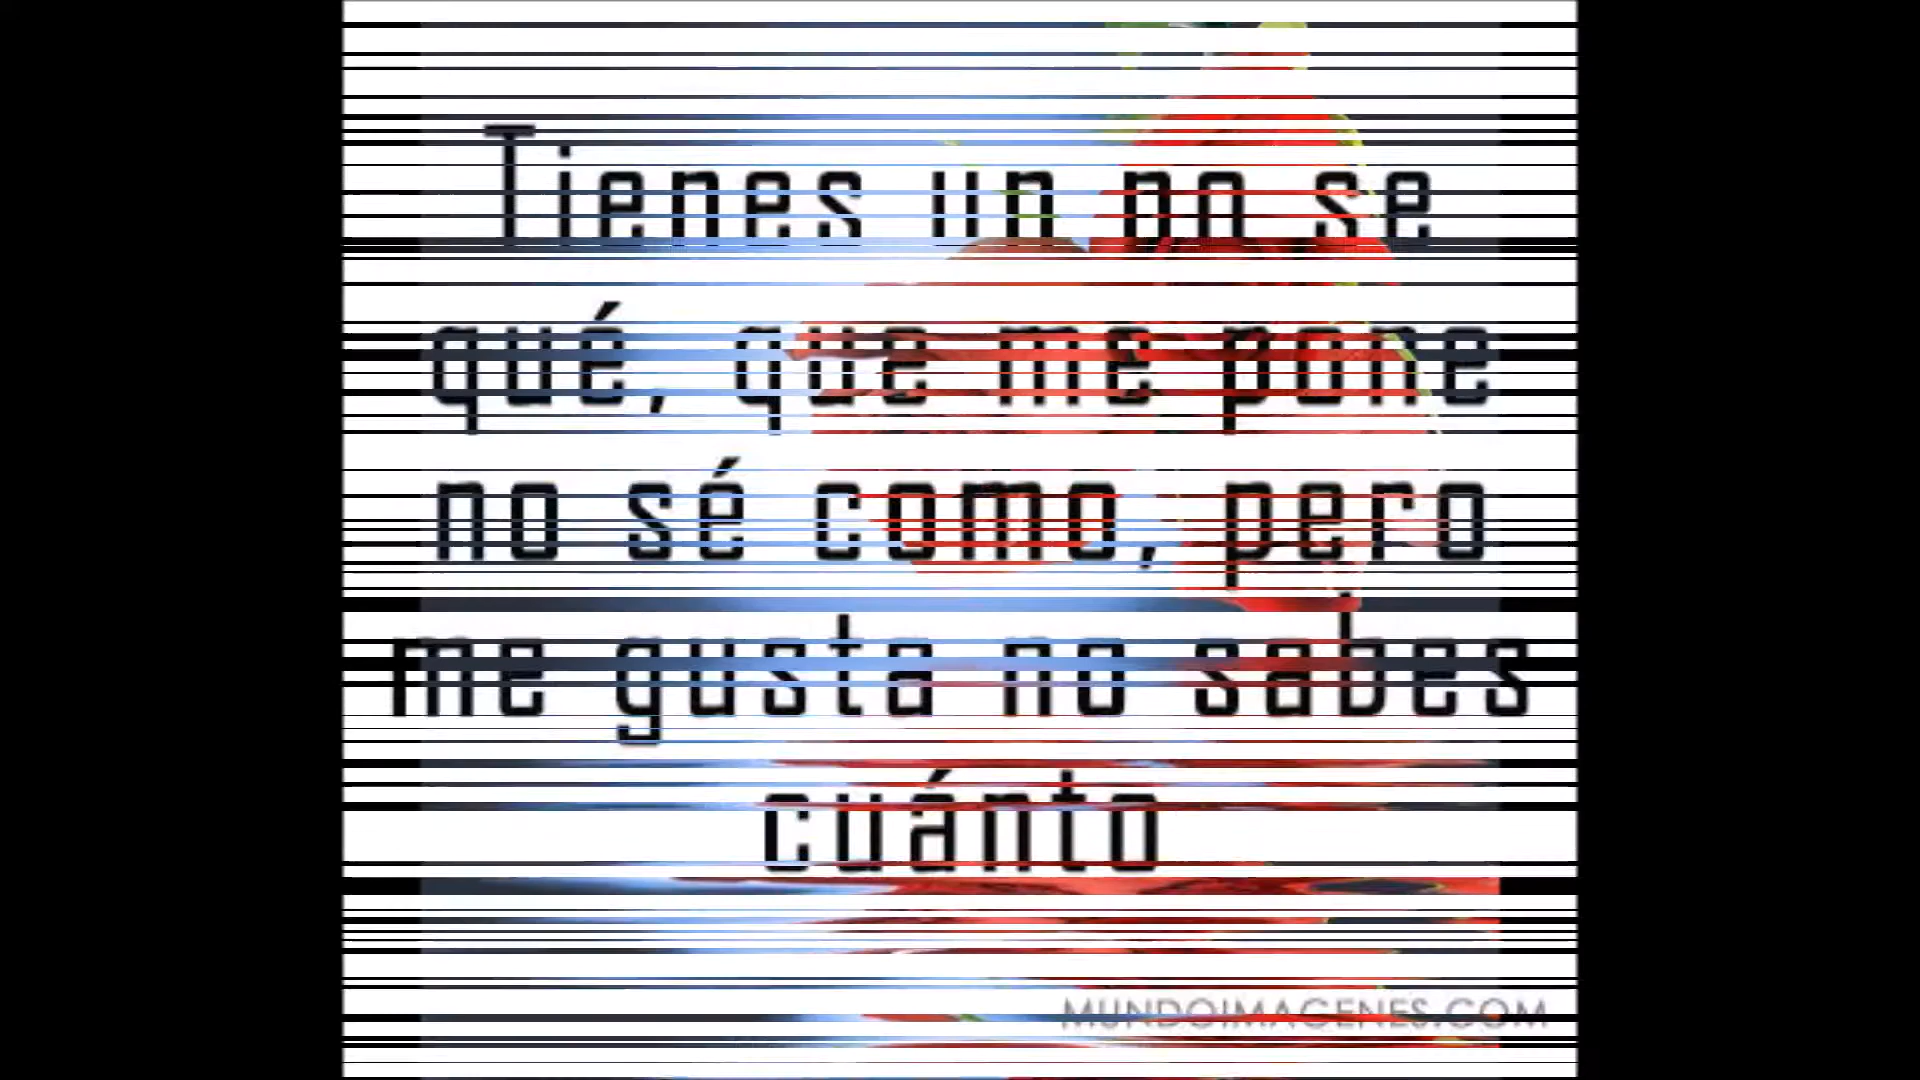 Tienes un no se
qué, que me pone
no sé como, pero
me gusta no sabes
cuánto
MUNDOIMAGENES.COM